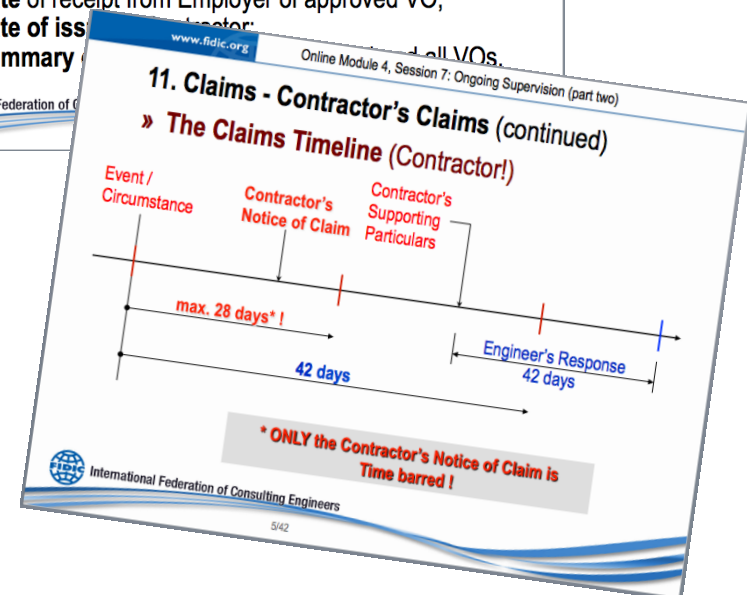 of receipt from Employer of approved VO;
te of iss tractor;
mmary all VOs.
Federation of
www.fidic.org
Online Module 4, Session 7: Ongoing Supervision (part two)
11. Claims - Contractor's Claims (continued)
» The Claims Timeline (Contractor!)
Event /
Circumstance
Contractor's
Notice of Claim
Contractor's
Supporting
Particulars
max. 28 days* !
42 days
Engineer's Response
42 days
* ONLY the Contractor's Notice of Claim is
Time barred !
FIDIC
International Federation of Consulting Engineers
5/42